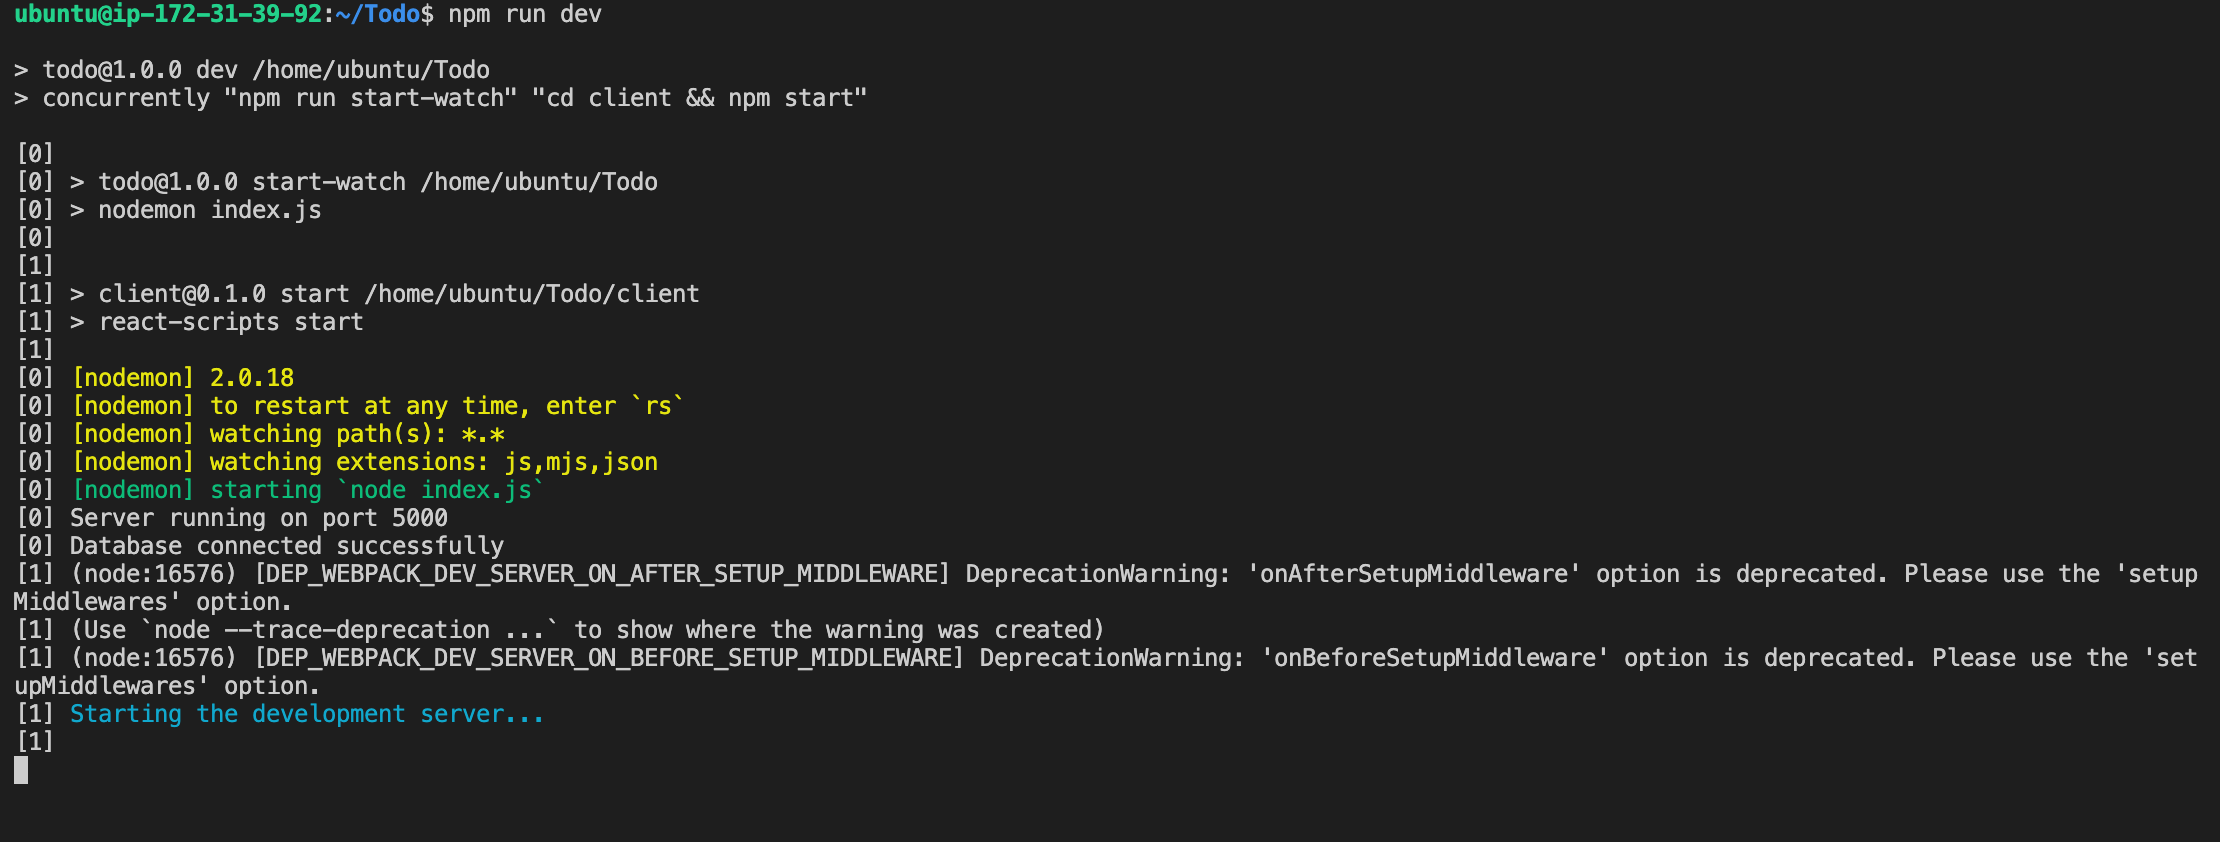 ubuntu@ip-172-31-39-92:~/Todo$ npm run dev
> todo@1.0.0 dev /home/ubuntu/Todo
> concurrently "npm run start-watch" "cd client && npm start"
[0]
[0] > todo@1.0.0 start-watch /home/ubuntu/Todo
[0] > nodemon index.js
[0]
[1]
[1] > client@0.1.0 start /home/ubuntu/Todo/client
[1] > react-scripts start
[1]
[0] [nodemon] 2.0.18
[0] [nodemon] to restart at any time, enter `rs`
[0] [nodemon] watching path(s): *.*
[0] [nodemon] watching extensions: js,mjs,json
[0] [nodemon] starting `node index.js`
[0] Server running on port 5000
[0] Database connected successfully
[1] (node:16576) [DEP_WEBPACK_DEV_SERVER_ON_AFTER_SETUP_MIDDLEWARE] DeprecationWarning: 'onAfterSetupMiddleware' option is deprecated. Please use the 'setup
Middlewares' option.
[1] (Use `node --trace-deprecation ...` to show where the warning was created)
[1] (node:16576) [DEP_WEBPACK_DEV_SERVER_ON_BEFORE_SETUP_MIDDLEWARE] DeprecationWarning: 'onBeforeSetupMiddleware' option is deprecated. Please use the 'set
upMiddlewares' option.
[1] Starting the development server...
[1]